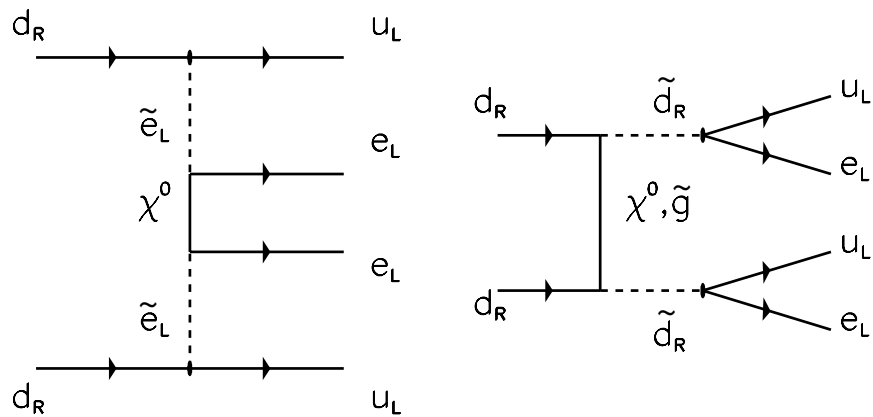 d_R u_L
ẽ_L
e_L
χ⁰
e_L
ẽ_L
d_R u_L
d_R d̃_R u_L
e_L
χ⁰, g̃
u_L
d_R d̃_R e_L